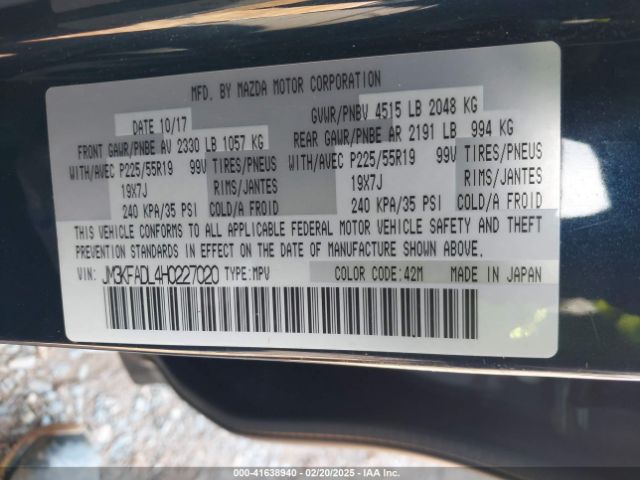 MFD. BY MAZDA MOTOR CORPORATION
DATE 10/17
GVWR/PNBV 4515 LB 2048 KG
FRONT GAWR/PNBE AV 2330 LB 1057 KG
REAR GAWR/PNBE AR 2191 LB 994 KG
WITH/AVEC P225/55R19 99V TIRES/PNEUS
WITH/AVEC P225/55R19 99V TIRES/PNEUS
19X7J RIMS/JANTES
19X7J RIMS/JANTES
240 KPA/35 PSI COLD/A FROID
240 KPA/35 PSI COLD/A FROID
THIS VEHICLE CONFORMS TO ALL APPLICABLE FEDERAL MOTOR VEHICLE SAFETY AND THEFT
PREVENTION STANDARDS IN EFFECT ON THE DATE OF MANUFACTURE SHOWN ABOVE.
VIN: JM3KFADL4H0227020 TYPE:MPV COLOR CODE:42M MADE IN JAPAN
000-41638940 02/20/2025 IAA Inc.